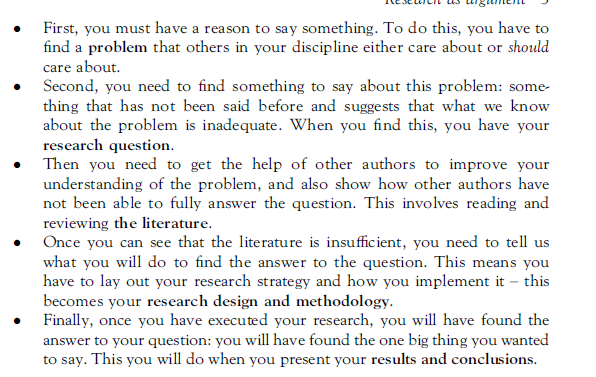 Research as argument 5
• First, you must have a reason to say something. To do this, you have to
find a problem that others in your discipline either care about or should
care about.
• Second, you need to find something to say about this problem: some-
thing that has not been said before and suggests that what we know
about the problem is inadequate. When you find this, you have your
research question.
• Then you need to get the help of other authors to improve your
understanding of the problem, and also show how other authors have
not been able to fully answer the question. This involves reading and
reviewing the literature.
• Once you can see that the literature is insufficient, you need to tell us
what you will do to find the answer to the question. This means you
have to lay out your research strategy and how you implement it – this
becomes your research design and methodology.
• Finally, once you have executed your research, you will have found the
answer to your question: you will have found the one big thing you wanted
to say. This you will do when you present your results and conclusions.